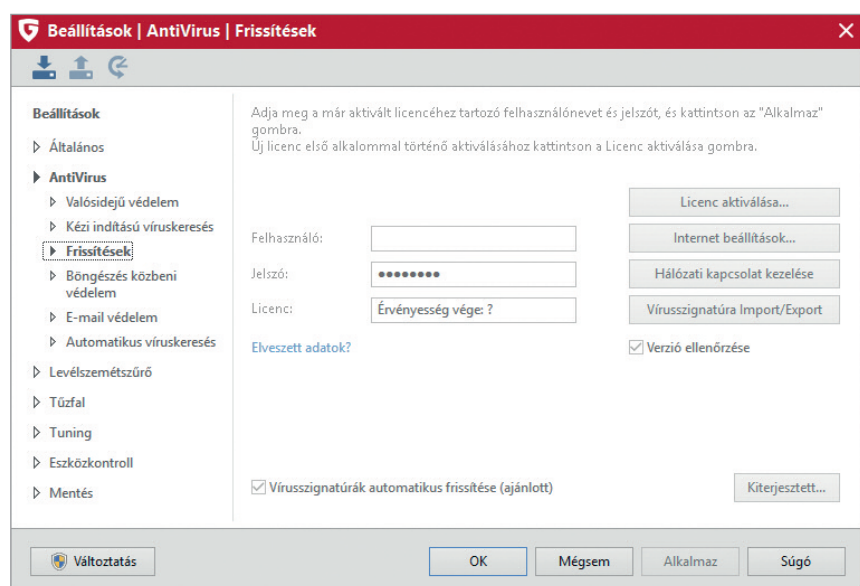 Beállítások | AntiVirus | Frissítések
Beállítások
Általános
AntiVirus
Valósidejű védelem
Kézi indítású víruskeresés
Frissítések
Böngészés közbeni
védelem
E-mail védelem
Automatikus víruskeresés
Levélszemétszűrő
Tűzfal
Tuning
Eszközkontroll
Mentés
Adja meg a már aktivált licencéhez tartozó felhasználónevet és jelszót, és kattintson az "Alkalmaz"
gombra.
Új licenc első alkalommal történő aktiválásához kattintson a Licenc aktiválása gombra.
Licenc aktiválása...
Felhasználó:
Internet beállítások...
Jelszó: ●●●●●●●●
Hálózati kapcsolat kezelése
Licenc: Érvényesség vége: ?
Vírusszignatúra Import/Export
Elveszett adatok?
Verzió ellenőrzése
Vírusszignatúrák automatikus frissítése (ajánlott)
Kiterjesztett...
Változtatás
OK
Mégsem
Alkalmaz
Súgó